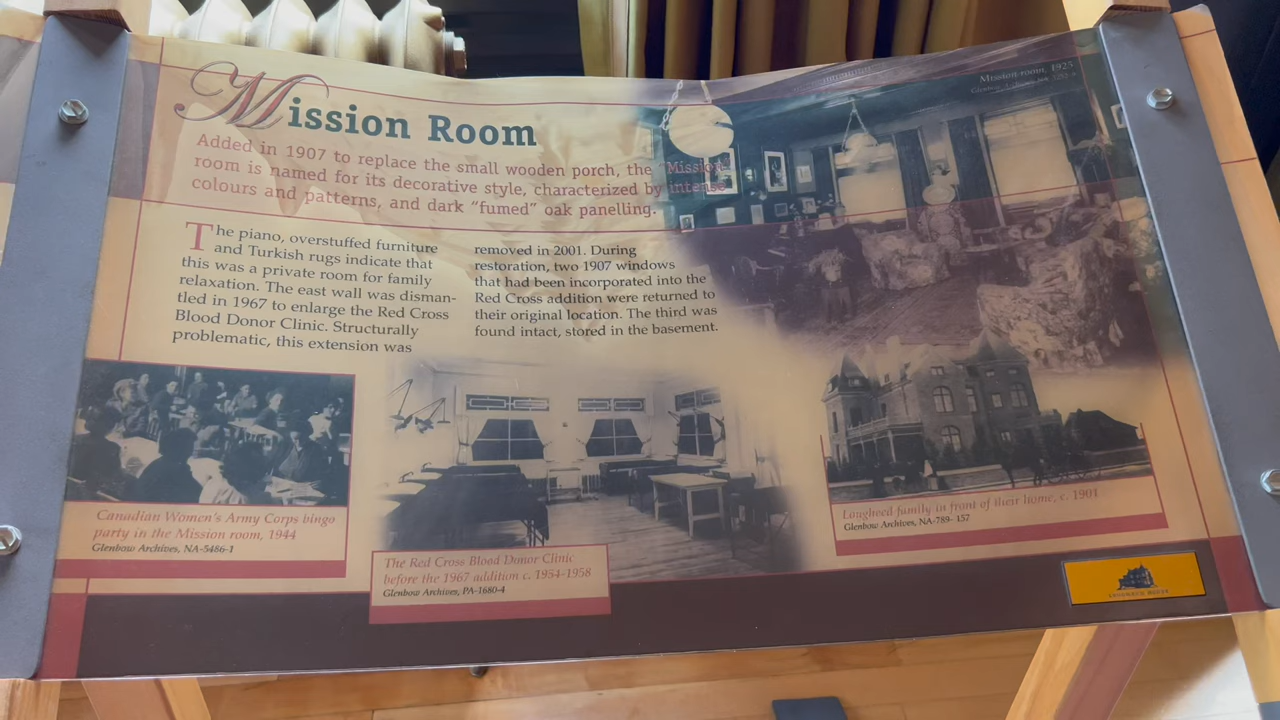 Mission Room
Added in 1907 to replace the small wooden porch, the "Mission"
room is named for its decorative style, characterized by intense
colours and patterns, and dark "fumed" oak panelling.
The piano, overstuffed furniture
and Turkish rugs indicate that
this was a private room for family
relaxation. The east wall was disman-
tled in 1967 to enlarge the Red Cross
Blood Donor Clinic. Structurally
problematic, this extension was
removed in 2001. During
restoration, two 1907 windows
that had been incorporated into the
Red Cross addition were returned to
their original location. The third was
found intact, stored in the basement.
Mission room, 1925
Glenbow
Canadian Women's Army Corps bingo
party in the Mission room, 1944
Glenbow Archives, NA-5486-1
The Red Cross Blood Donor Clinic
before the 1967 addition c. 1954-1958
Glenbow Archives, PA-1680-4
Lougheed family in front of their home, c. 1901
Glenbow Archives, NA-789- 157
LOUGHEED HOUSE